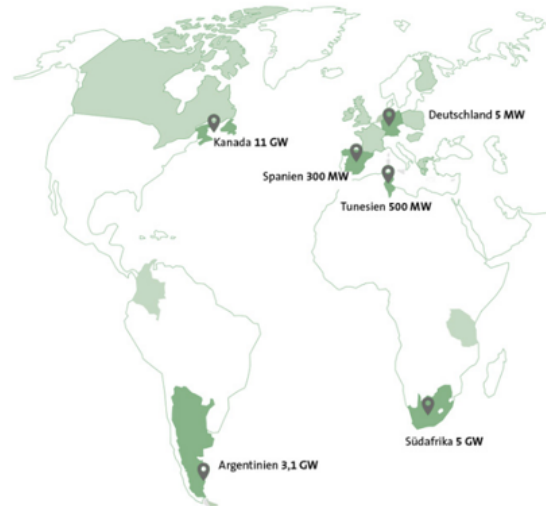 Deutschland 5 MW
Kanada 11 GW
Spanien 300 MW
Tunesien 500 MW
Südafrika 5 GW
Argentinien 3,1 GW